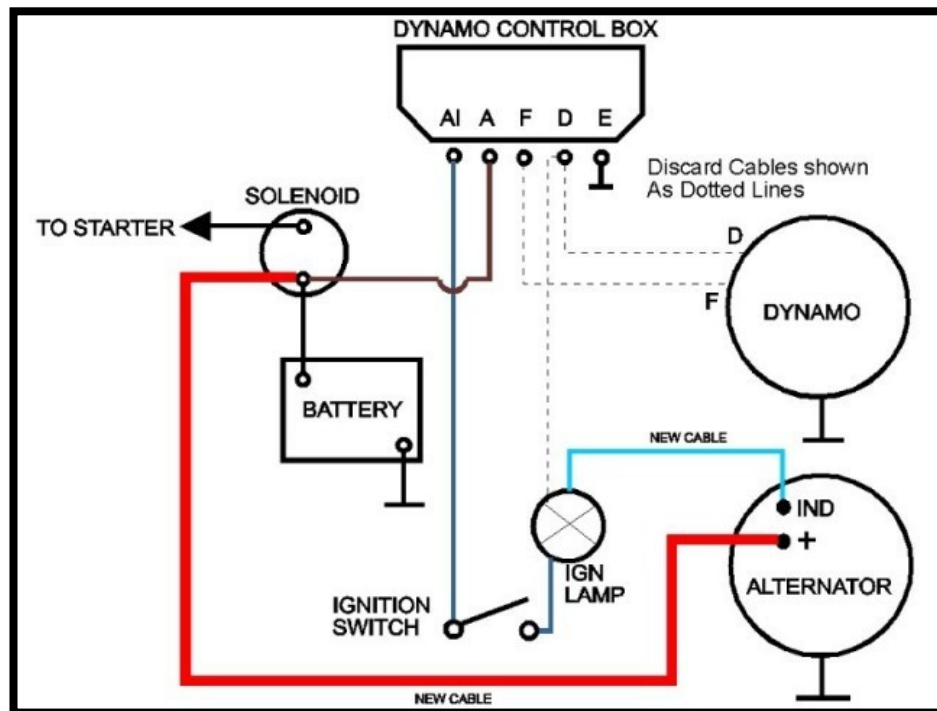 DYNAMO CONTROL BOX
AI A F D E
Discard Cables shown
As Dotted Lines
SOLENOID
TO STARTER
D
F
DYNAMO
BATTERY
NEW CABLE
IND
+
ALTERNATOR
IGN
LAMP
IGNITION
SWITCH
NEW CABLE